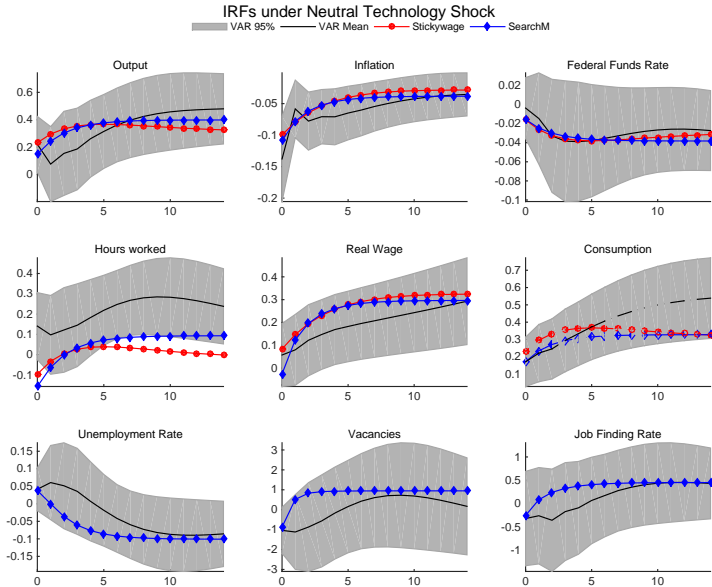 IRFs under Neutral Technology Shock
VAR 95% VAR Mean Stickywage SearchM
Output
0.6
0.4
0.2
0
0 5 10
Inflation
-0.05
-0.1
-0.15
-0.2
0 5 10
Federal Funds Rate
0.02
0
-0.02
-0.04
-0.06
-0.08
-0.1
0 5 10
Hours worked
0.4
0.3
0.2
0.1
0
-0.1
0 5 10
Real Wage
0.4
0.3
0.2
0.1
0
0 5 10
Consumption
0.7
0.6
0.5
0.4
0.3
0.2
0.1
0 5 10
Unemployment Rate
0.15
0.1
0.05
0
-0.05
-0.1
-0.15
0 5 10
Vacancies
3
2
1
0
-1
-2
-3
0 5 10
Job Finding Rate
1
0.5
0
-0.5
-1
0 5 10